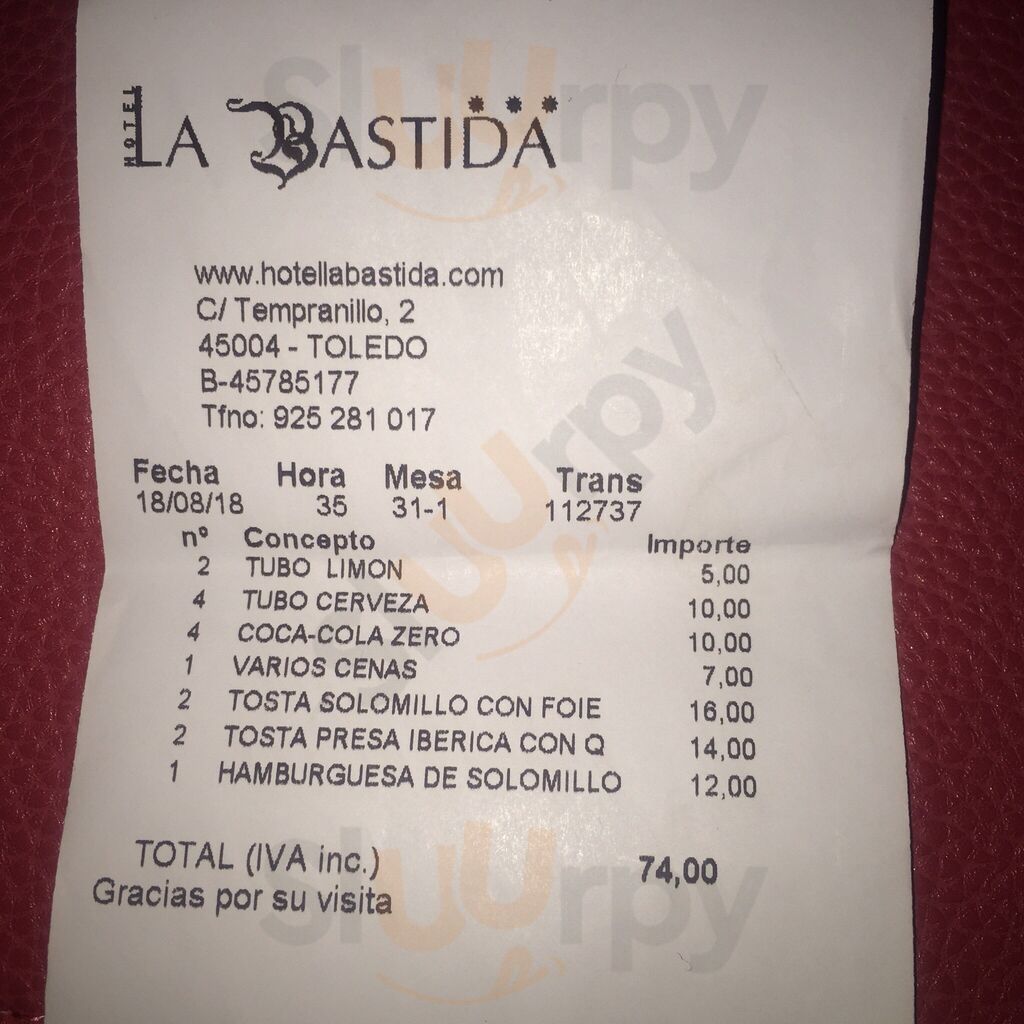 HOTEL LA BASTIDA
www.hotellabastida.com
C/ Tempranillo, 2
45004 - TOLEDO
B-45785177
Tfno: 925 281 017
Fecha Hora Mesa Trans
18/08/18 35 31-1 112737
nº Concepto Importe
2 TUBO LIMON 5,00
4 TUBO CERVEZA 10,00
4 COCA-COLA ZERO 10,00
1 VARIOS CENAS 7,00
2 TOSTA SOLOMILLO CON FOIE 16,00
2 TOSTA PRESA IBERICA CON Q 14,00
1 HAMBURGUESA DE SOLOMILLO 12,00
TOTAL (IVA inc.) 74,00
Gracias por su visita
slUUrpy
slUUrpy
slUUrpy